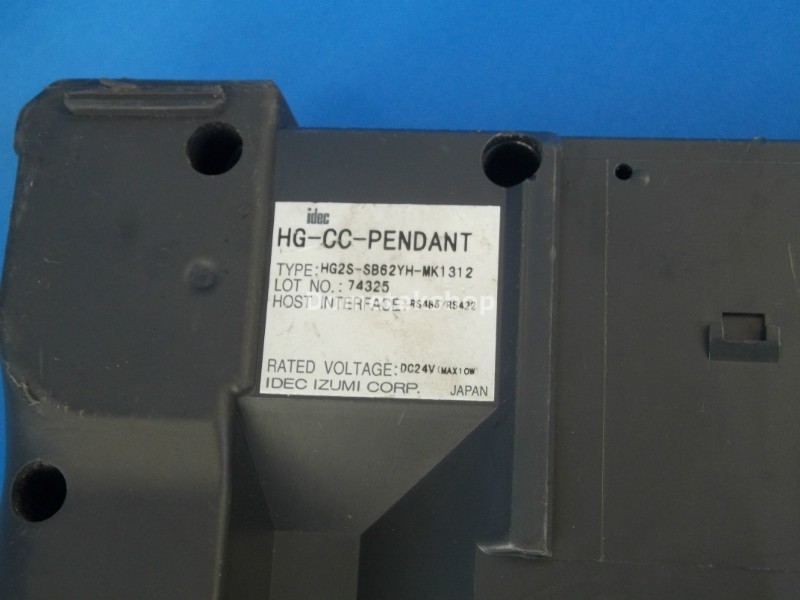 idec
HG-CC-PENDANT
TYPE: HG2S-SB62YH-MK1312
LOT NO.: 74325
HOST INTERFACE: RS485/RS422
RATED VOLTAGE: DC24V (MAX10W)
IDEC IZUMI CORP. JAPAN